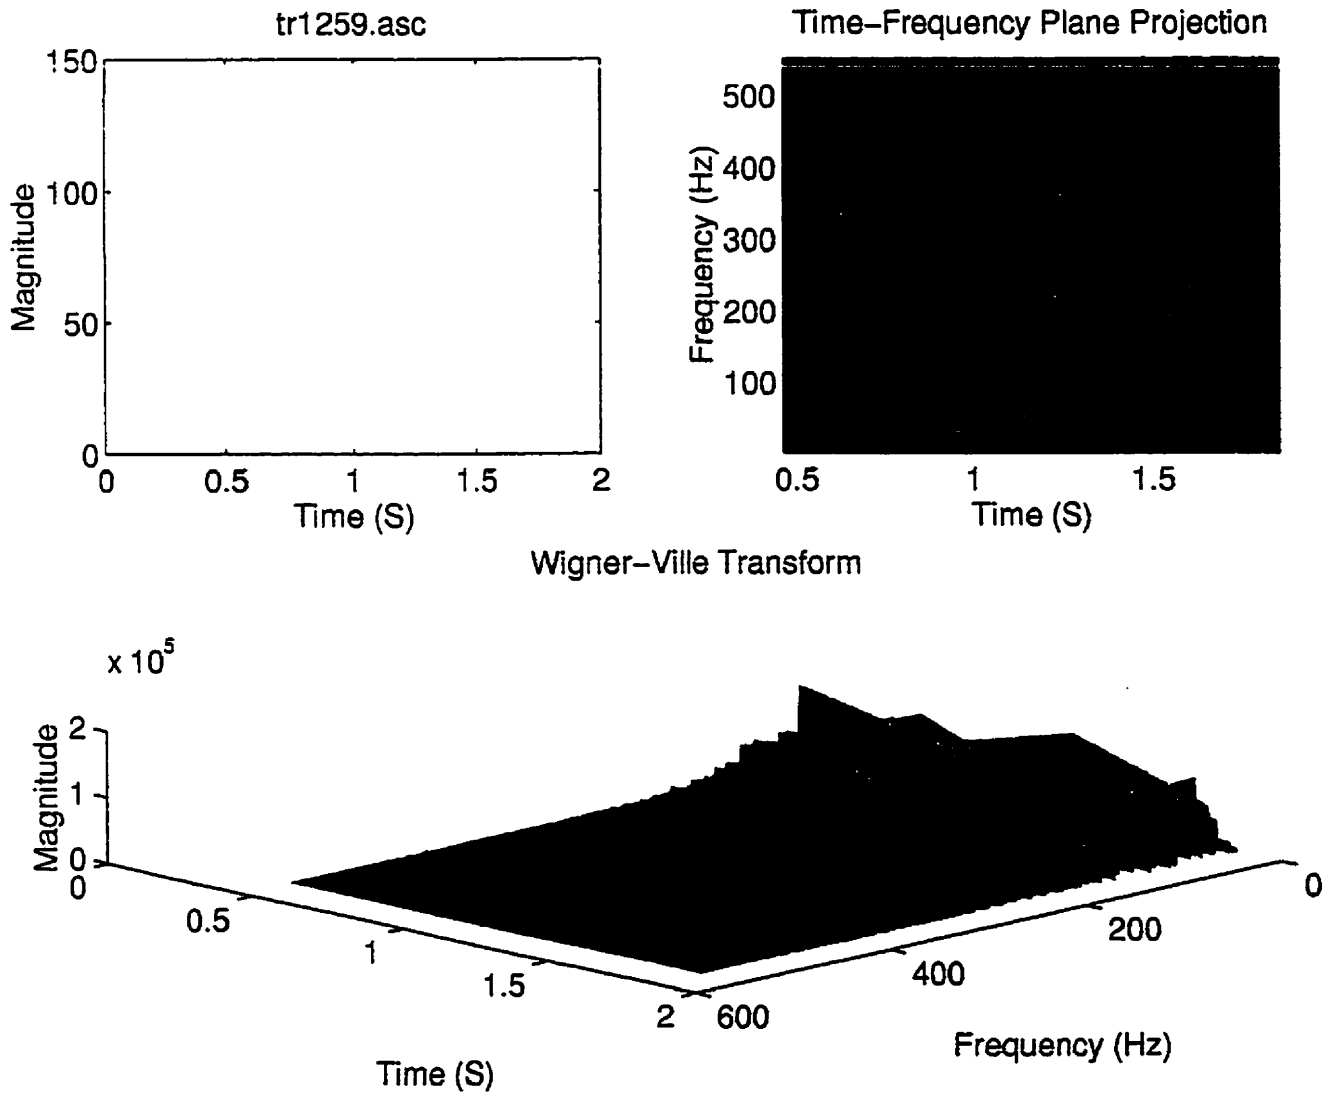 tr1259.asc
150
100
50
0
Magnitude
0 0.5 1 1.5 2
Time (S)
Time–Frequency Plane Projection
500
400
300
200
100
Frequency (Hz)
0.5 1 1.5
Time (S)
Wigner–Ville Transform
x 10^5
2
1
0
Magnitude
0
0.5
1
1.5
2
Time (S)
600
400
200
0
Frequency (Hz)